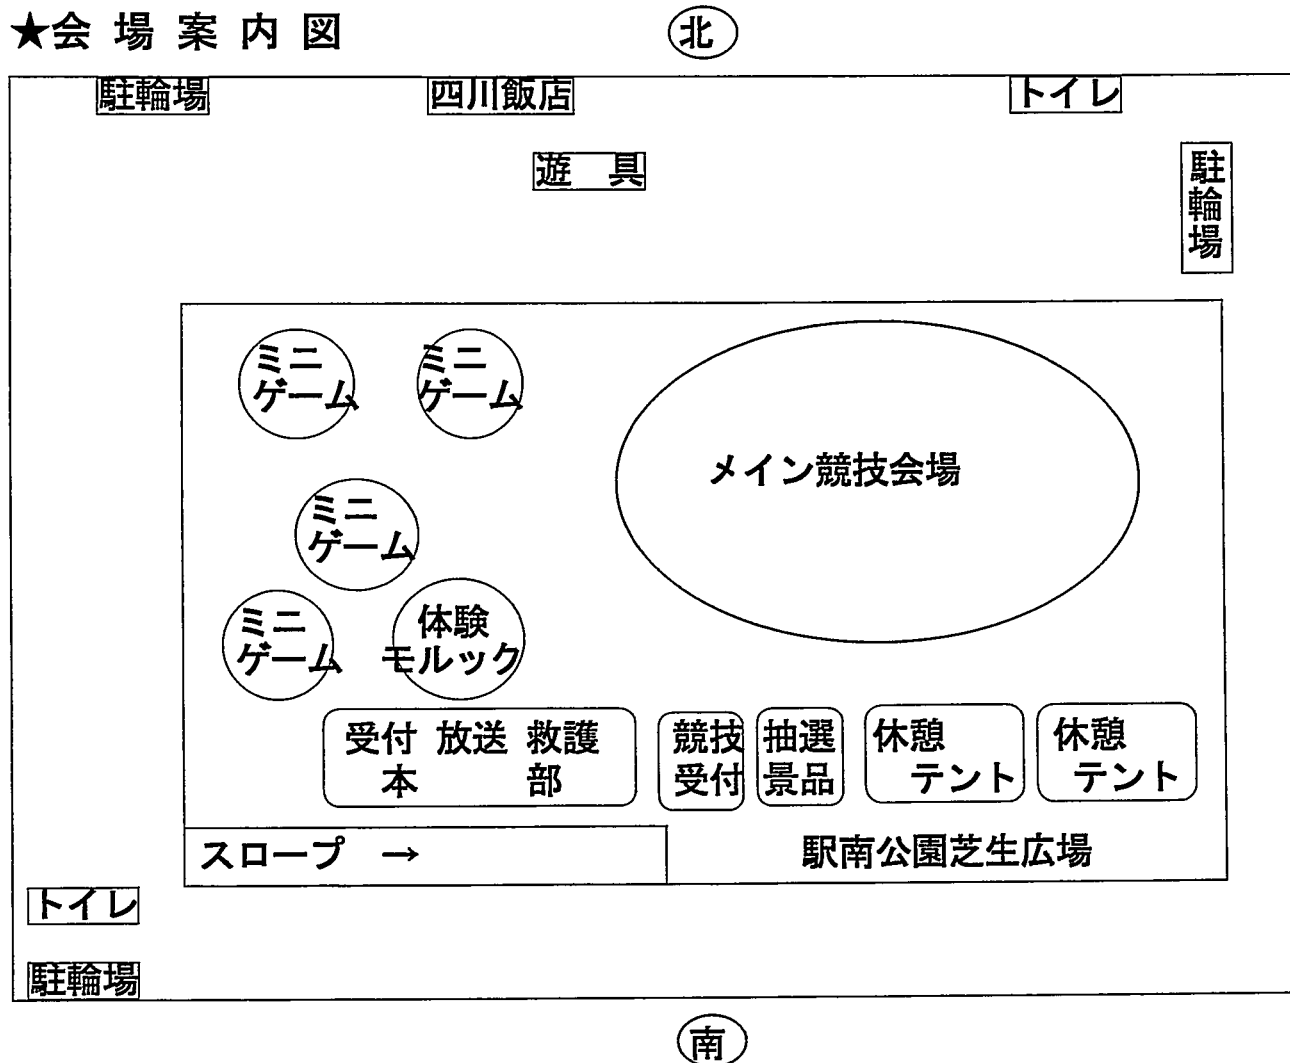 ★会場案内図
北
駐輪場
四川飯店
トイレ
遊具
駐輪場
ミニ
ゲーム
ミニ
ゲーム
メイン競技会場
ミニ
ゲーム
ミニ
ゲーム
体験
モルック
受付 放送 救護
本部
競技
受付
抽選
景品
休憩
テント
休憩
テント
スロープ →
駅南公園芝生広場
トイレ
駐輪場
南